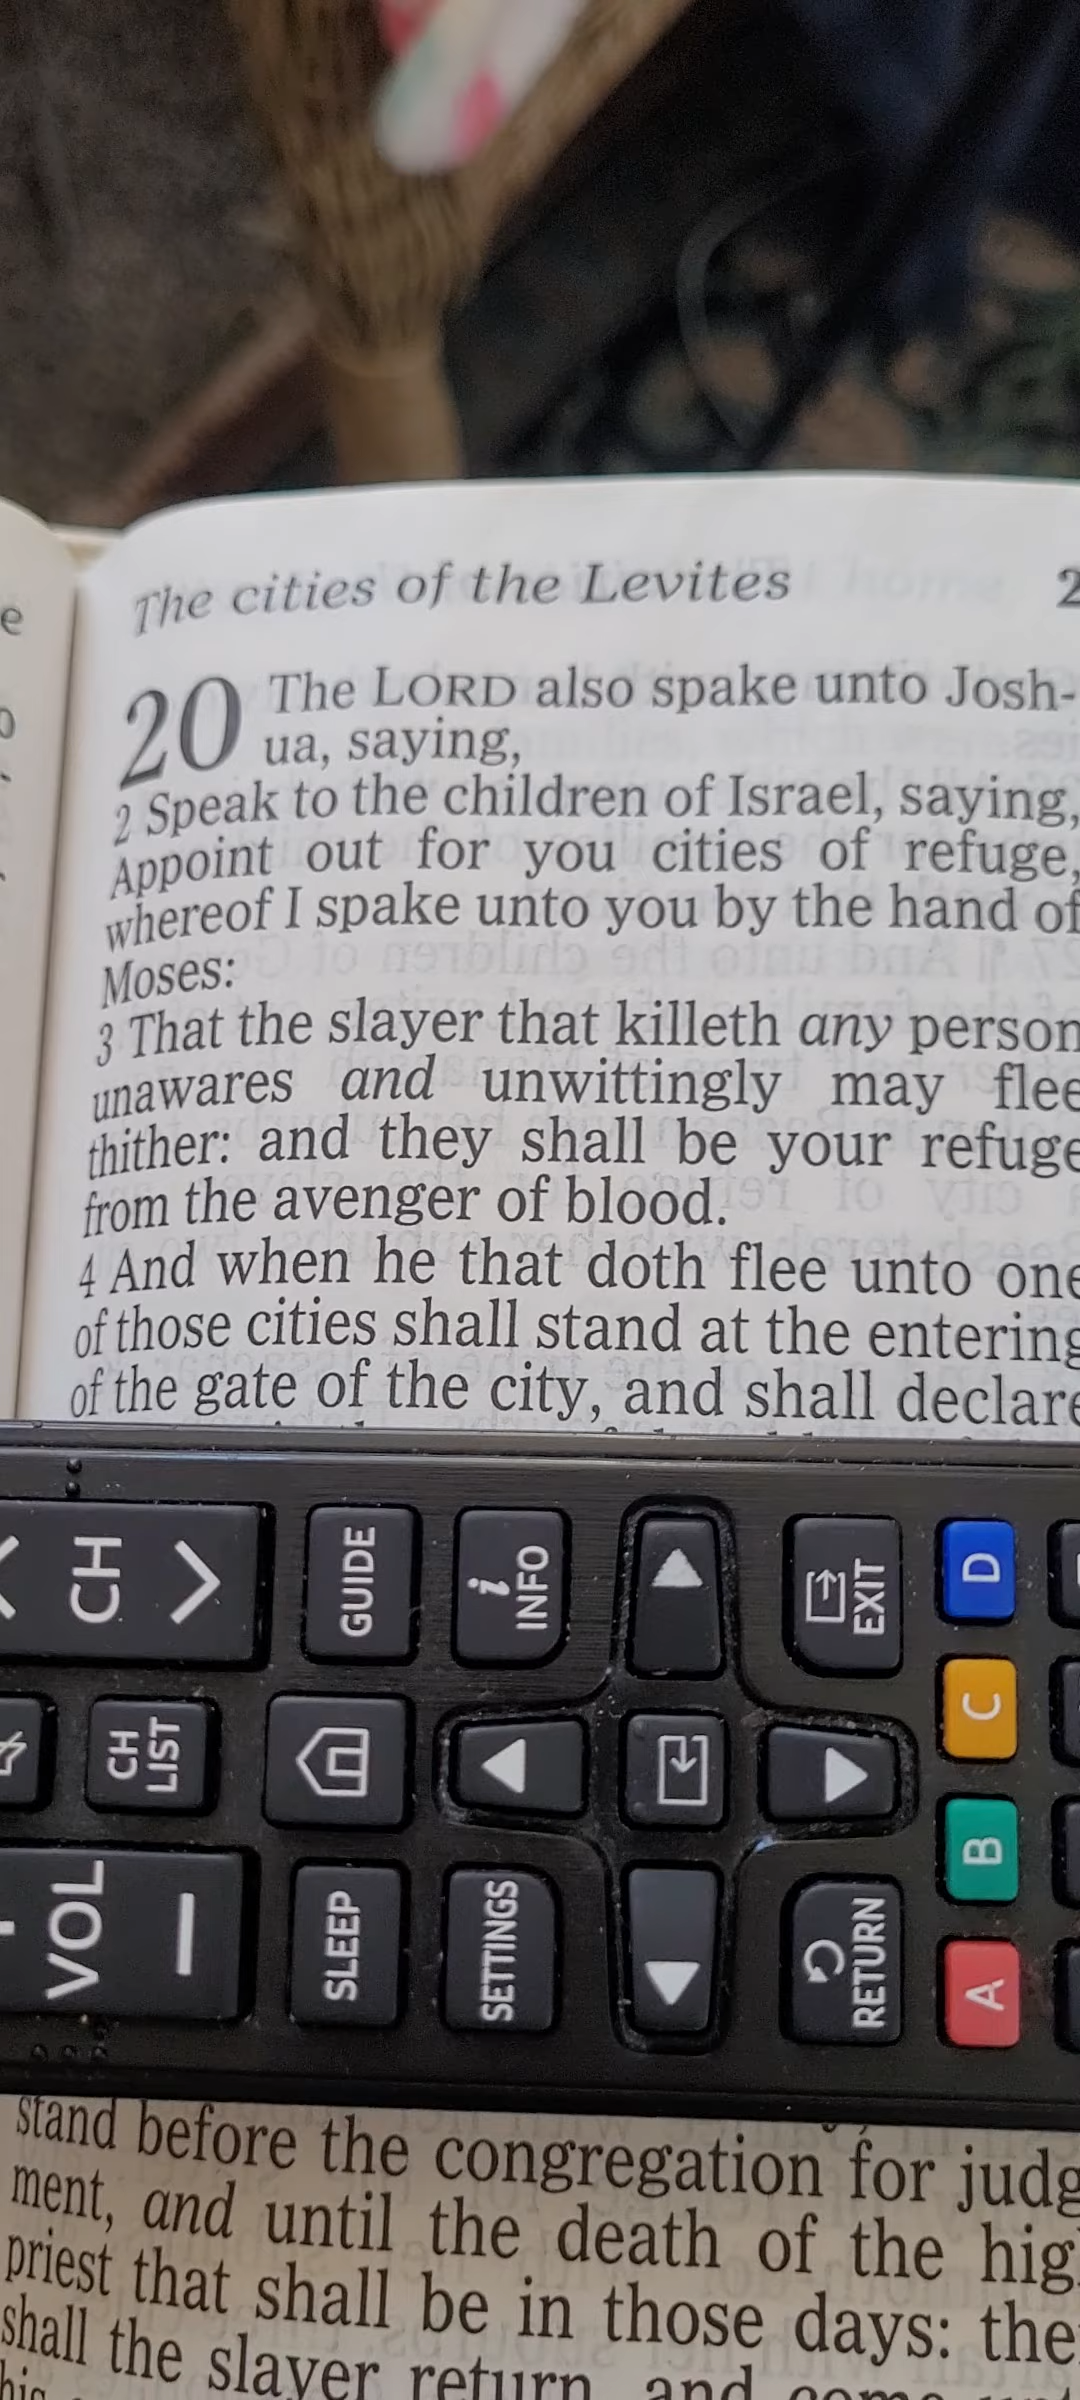 The cities of the Levites
20 The LORD also spake unto Josh-
ua, saying,
2 Speak to the children of Israel, saying,
Appoint out for you cities of refuge,
whereof I spake unto you by the hand of
Moses:
3 That the slayer that killeth any person
unawares and unwittingly may flee
thither: and they shall be your refuge
from the avenger of blood.
4 And when he that doth flee unto one
of those cities shall stand at the entering
of the gate of the city, and shall declare
CH
GUIDE
INFO
EXIT
D
CH
LIST
C
VOL
SLEEP
SETTINGS
RETURN
B
A
stand before the congregation for judg
ment, and until the death of the hig
priest that shall be in those days: the
shall the slayer return, and come